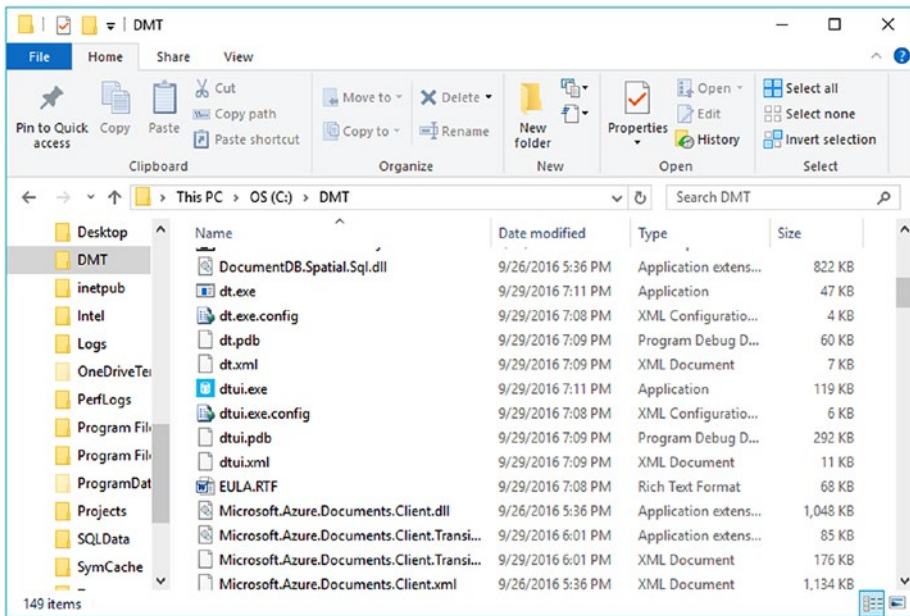 DMT
File Home Share View
Pin to Quick access
Copy
Paste
Cut
Copy path
Paste shortcut
Clipboard
Move to
Copy to
Delete
Rename
Organize
New folder
New
Properties
Open
Edit
History
Open
Select all
Select none
Invert selection
Select
This PC > OS (C:) > DMT
Search DMT
Desktop
DMT
inetpub
Intel
Logs
OneDriveTe
PerfLogs
Program Fil
Program Fil
ProgramDat
Projects
SQLData
SymCache
Name Date modified Type Size
DocumentDB.Spatial.Sql.dll 9/26/2016 5:36 PM Application extens... 822 KB
dt.exe 9/29/2016 7:11 PM Application 47 KB
dt.exe.config 9/29/2016 7:08 PM XML Configuratio... 4 KB
dt.pdb 9/29/2016 7:09 PM Program Debug D... 60 KB
dt.xml 9/29/2016 7:09 PM XML Document 7 KB
dtui.exe 9/29/2016 7:11 PM Application 119 KB
dtui.exe.config 9/29/2016 7:08 PM XML Configuratio... 6 KB
dtui.pdb 9/29/2016 7:09 PM Program Debug D... 292 KB
dtui.xml 9/29/2016 7:09 PM XML Document 11 KB
EULA.RTF 9/29/2016 7:08 PM Rich Text Format 68 KB
Microsoft.Azure.Documents.Client.dll 9/26/2016 5:36 PM Application extens... 1,048 KB
Microsoft.Azure.Documents.Client.Transi... 9/29/2016 6:01 PM Application extens... 85 KB
Microsoft.Azure.Documents.Client.Transi... 9/29/2016 6:01 PM XML Document 176 KB
Microsoft.Azure.Documents.Client.xml 9/26/2016 5:36 PM XML Document 1,134 KB
149 items